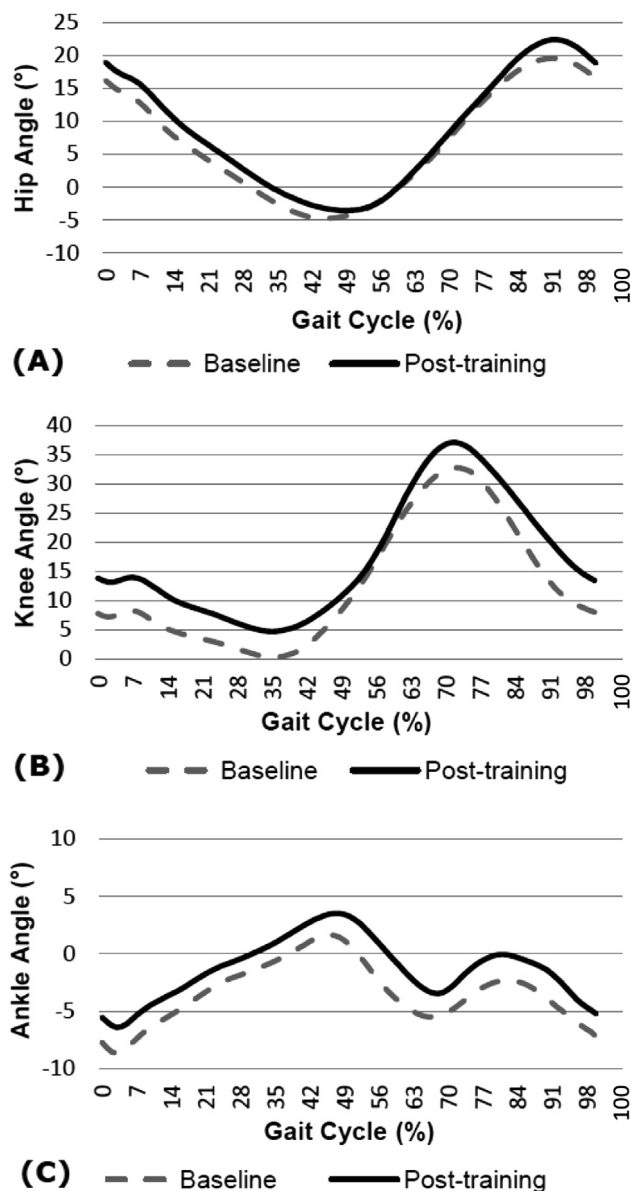 25
20
15
10
5
0
-5
-10
Hip Angle (°)
0 7 14 21 28 35 42 49 56 63 70 77 84 91 98 100
Gait Cycle (%)
(A) Baseline Post-training
40
35
30
25
20
15
10
5
0
Knee Angle (°)
0 7 14 21 28 35 42 49 56 63 70 77 84 91 98 100
Gait Cycle (%)
(B) Baseline Post-training
10
5
0
-5
-10
Ankle Angle (°)
0 7 14 21 28 35 42 49 56 63 70 77 84 91 98 100
Gait Cycle (%)
(C) Baseline Post-training